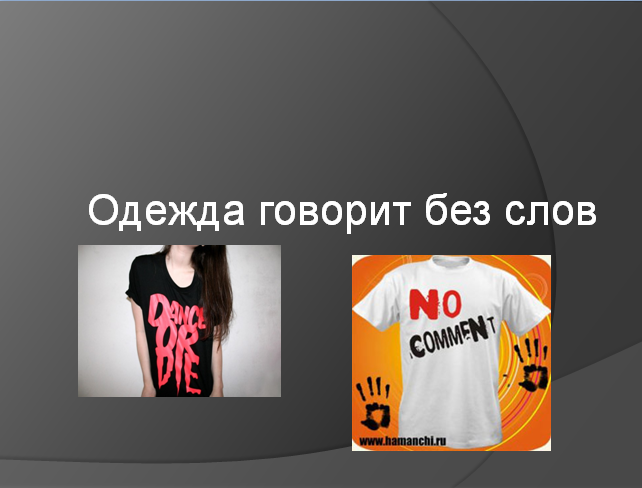 Одежда говорит без слов
DANCE
OR
DIE
NO
COMMENT
www.hamanchi.ru